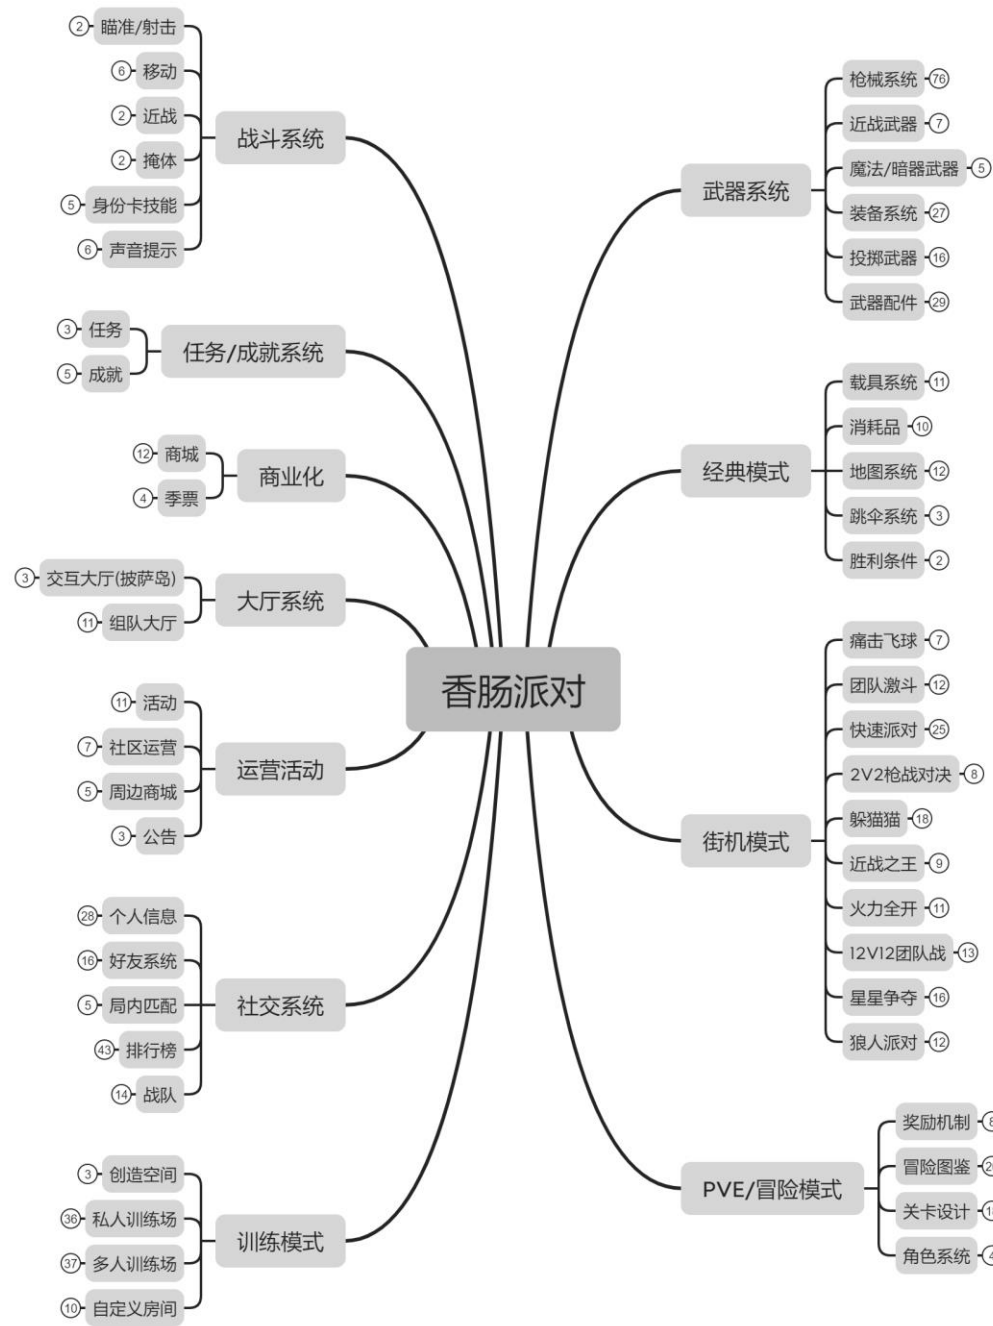 香肠派对
战斗系统
② 瞄准/射击
⑥ 移动
② 近战
② 掩体
⑤ 身份卡技能
⑥ 声音提示
任务/成就系统
③ 任务
⑤ 成就
商业化
⑫ 商城
④ 季票
大厅系统
③ 交互大厅(披萨岛)
⑪ 组队大厅
运营活动
⑪ 活动
⑦ 社区运营
⑤ 周边商城
③ 公告
社交系统
28 个人信息
⑯ 好友系统
⑤ 局内匹配
43 排行榜
⑭ 战队
训练模式
③ 创造空间
36 私人训练场
37 多人训练场
⑩ 自定义房间
武器系统
枪械系统 76
近战武器 ⑦
魔法/暗器武器 ⑤
装备系统 27
投掷武器 ⑯
武器配件 29
经典模式
载具系统 ⑪
消耗品 ⑩
地图系统 ⑫
跳伞系统 ③
胜利条件 ②
街机模式
痛击飞球 ⑦
团队激斗 ⑫
快速派对 25
2V2枪战对决 ⑧
躲猫猫 ⑱
近战之王 ⑨
火力全开 ⑪
12V12团队战 ⑬
星星争夺 ⑯
狼人派对 ⑫
PVE/冒险模式
奖励机制
冒险图鉴
关卡设计
角色系统